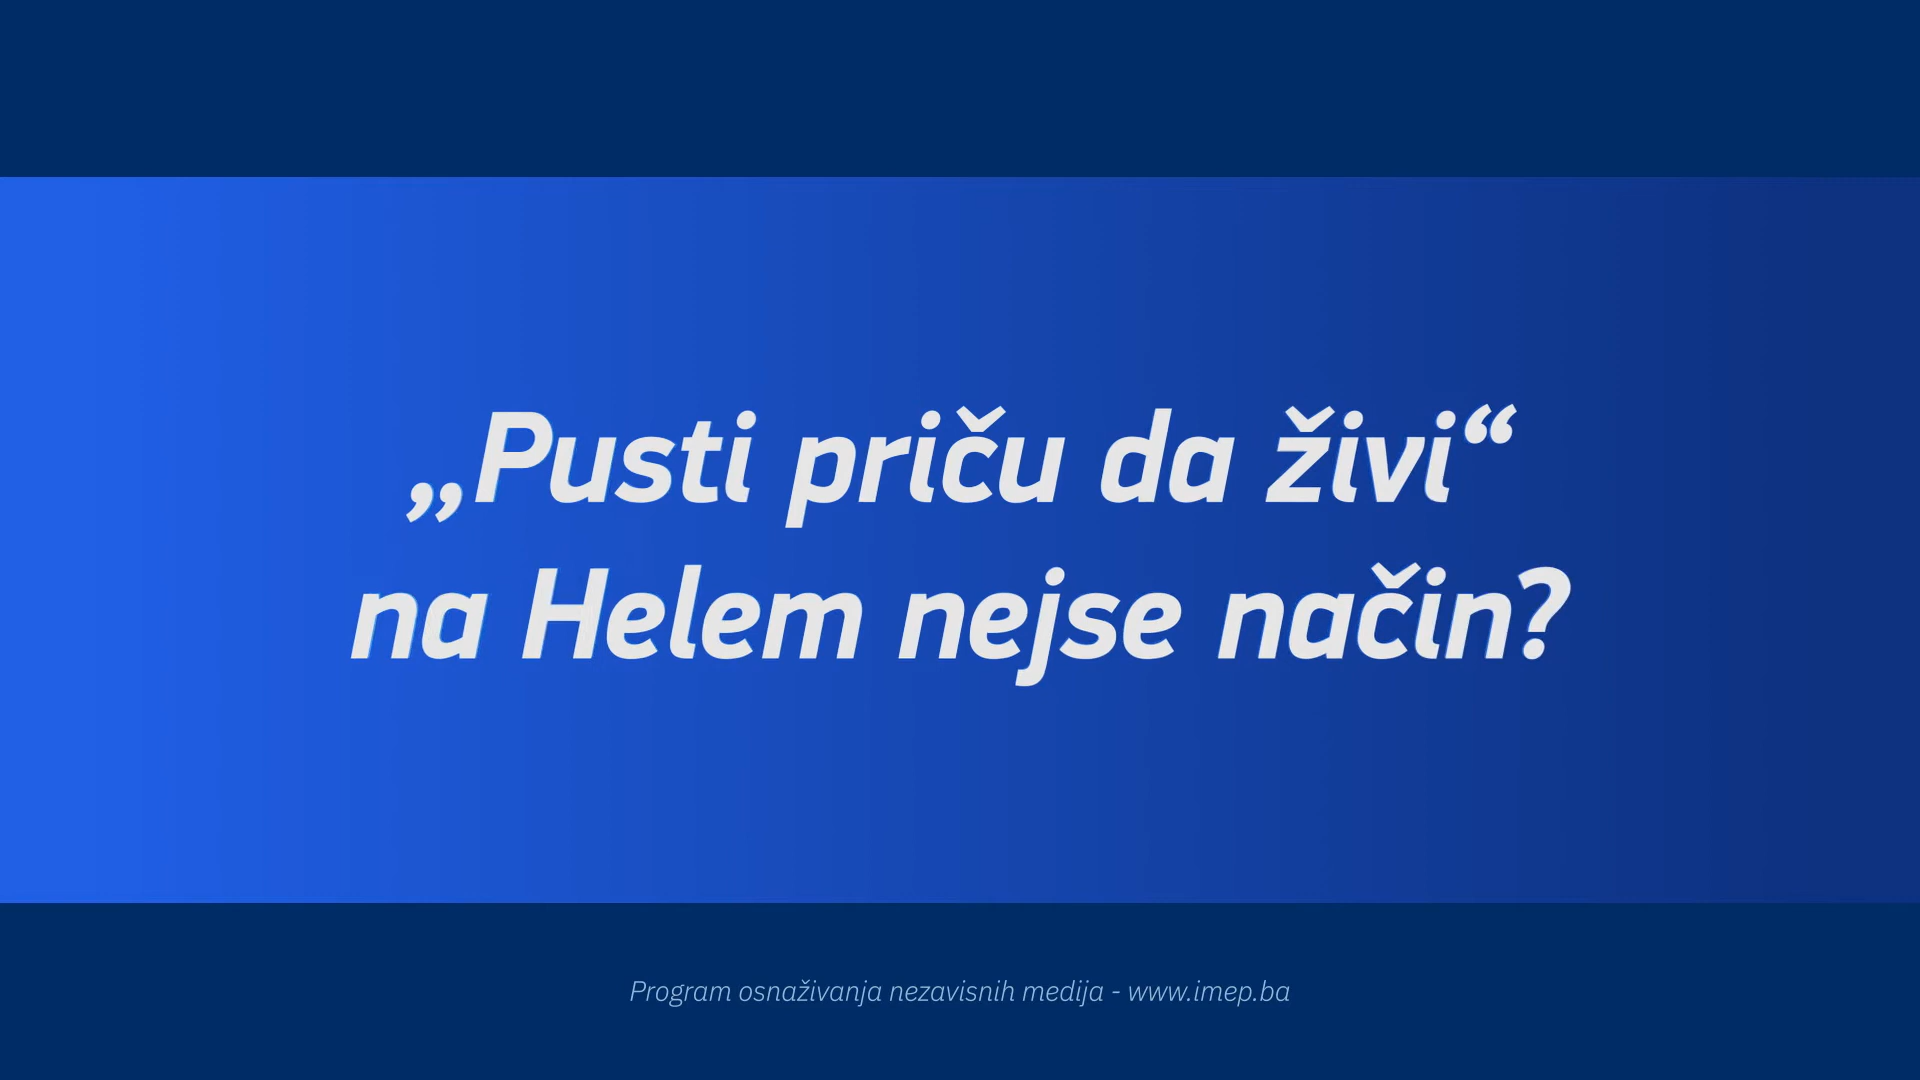 „Pusti priču da živi“
na Helem nejse način?
Program osnaživanja nezavisnih medija - www.imep.ba